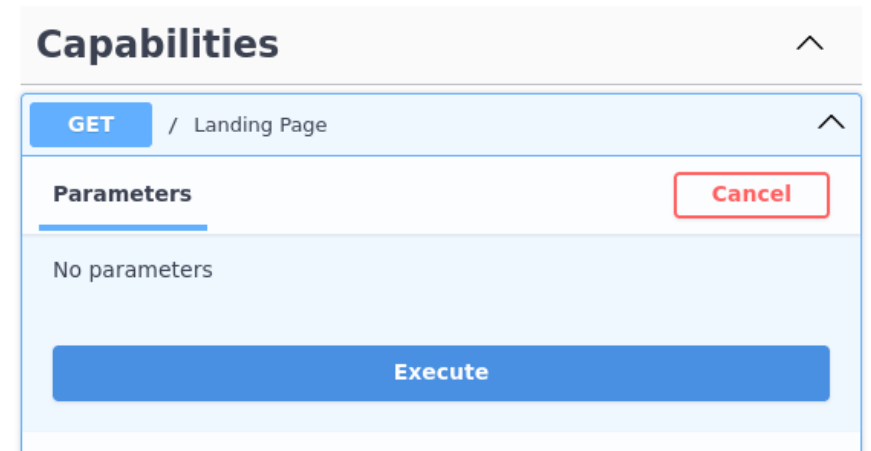 Capabilities
GET / Landing Page
Parameters Cancel
No parameters
Execute